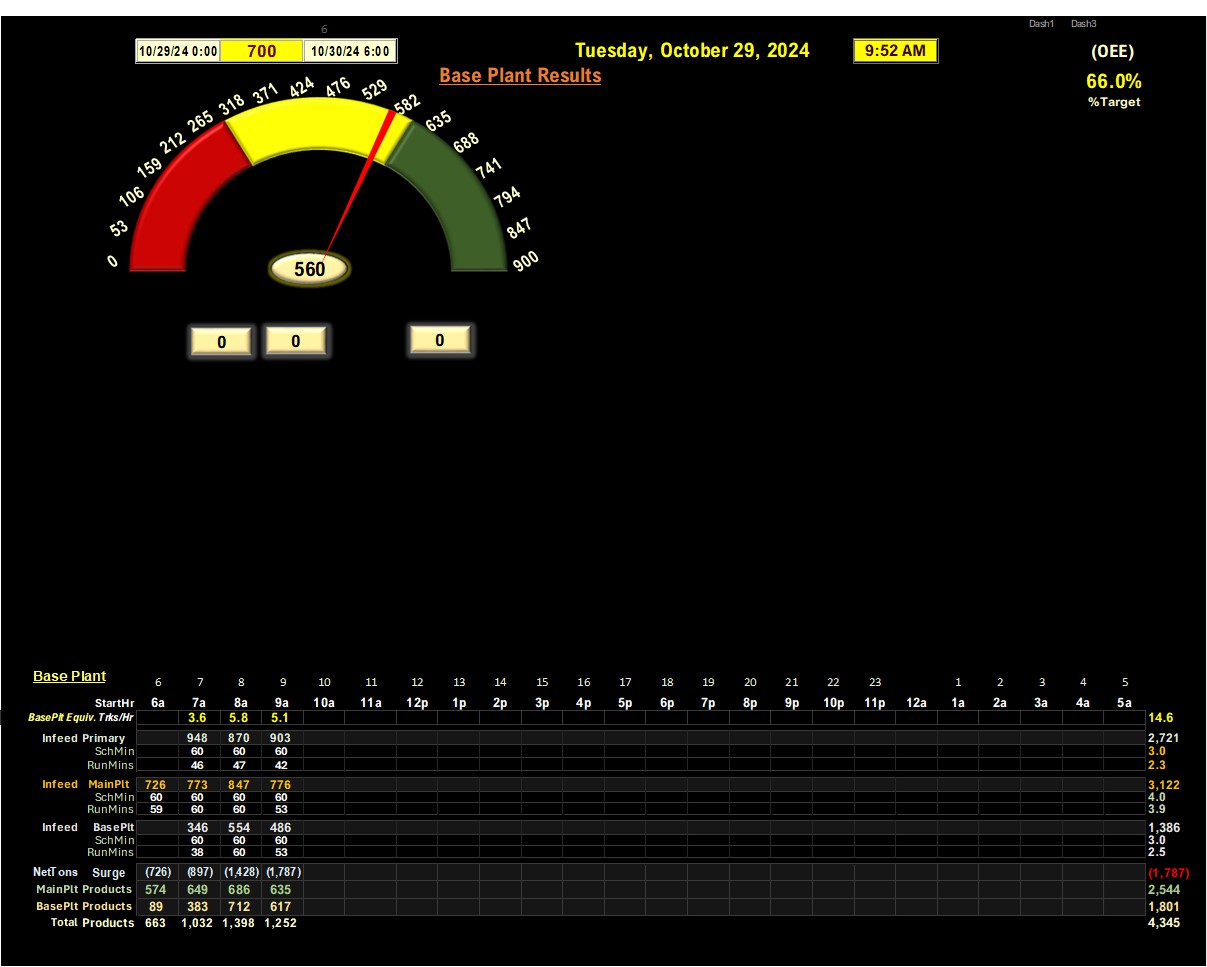 Dash1 Dash3
6
10/29/24 0:00 700 10/30/24 6:00 Tuesday, October 29, 2024 9:52 AM (OEE)
Base Plant Results 66.0%
%Target
0 53 106 159 212 265 318 371 424 476 529 582 635 688 741 794 847 900
560
0 0 0
Base Plant 6 7 8 9 10 11 12 13 14 15 16 17 18 19 20 21 22 23 1 2 3 4 5
StartHr 6a 7a 8a 9a 10a 11a 12p 1p 2p 3p 4p 5p 6p 7p 8p 9p 10p 11p 12a 1a 2a 3a 4a 5a
BasePlt Equiv. Trks/Hr 3.6 5.8 5.1 14.6
Infeed Primary 948 870 903 2,721
SchMin 60 60 60 3.0
RunMins 46 47 42 2.3
Infeed MainPlt 726 773 847 776 3,122
SchMin 60 60 60 60 4.0
RunMins 59 60 60 53 3.9
Infeed BasePlt 346 554 486 1,386
SchMin 60 60 60 3.0
RunMins 38 60 53 2.5
NetTons Surge (726) (897) (1,428) (1,787) (1,787)
MainPlt Products 574 649 686 635 2,544
BasePlt Products 89 383 712 617 1,801
Total Products 663 1,032 1,398 1,252 4,345